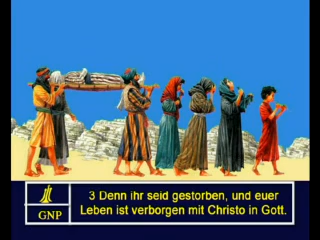 3 Denn ihr seid gestorben, und euer
Leben ist verborgen mit Christo in Gott.
GNP